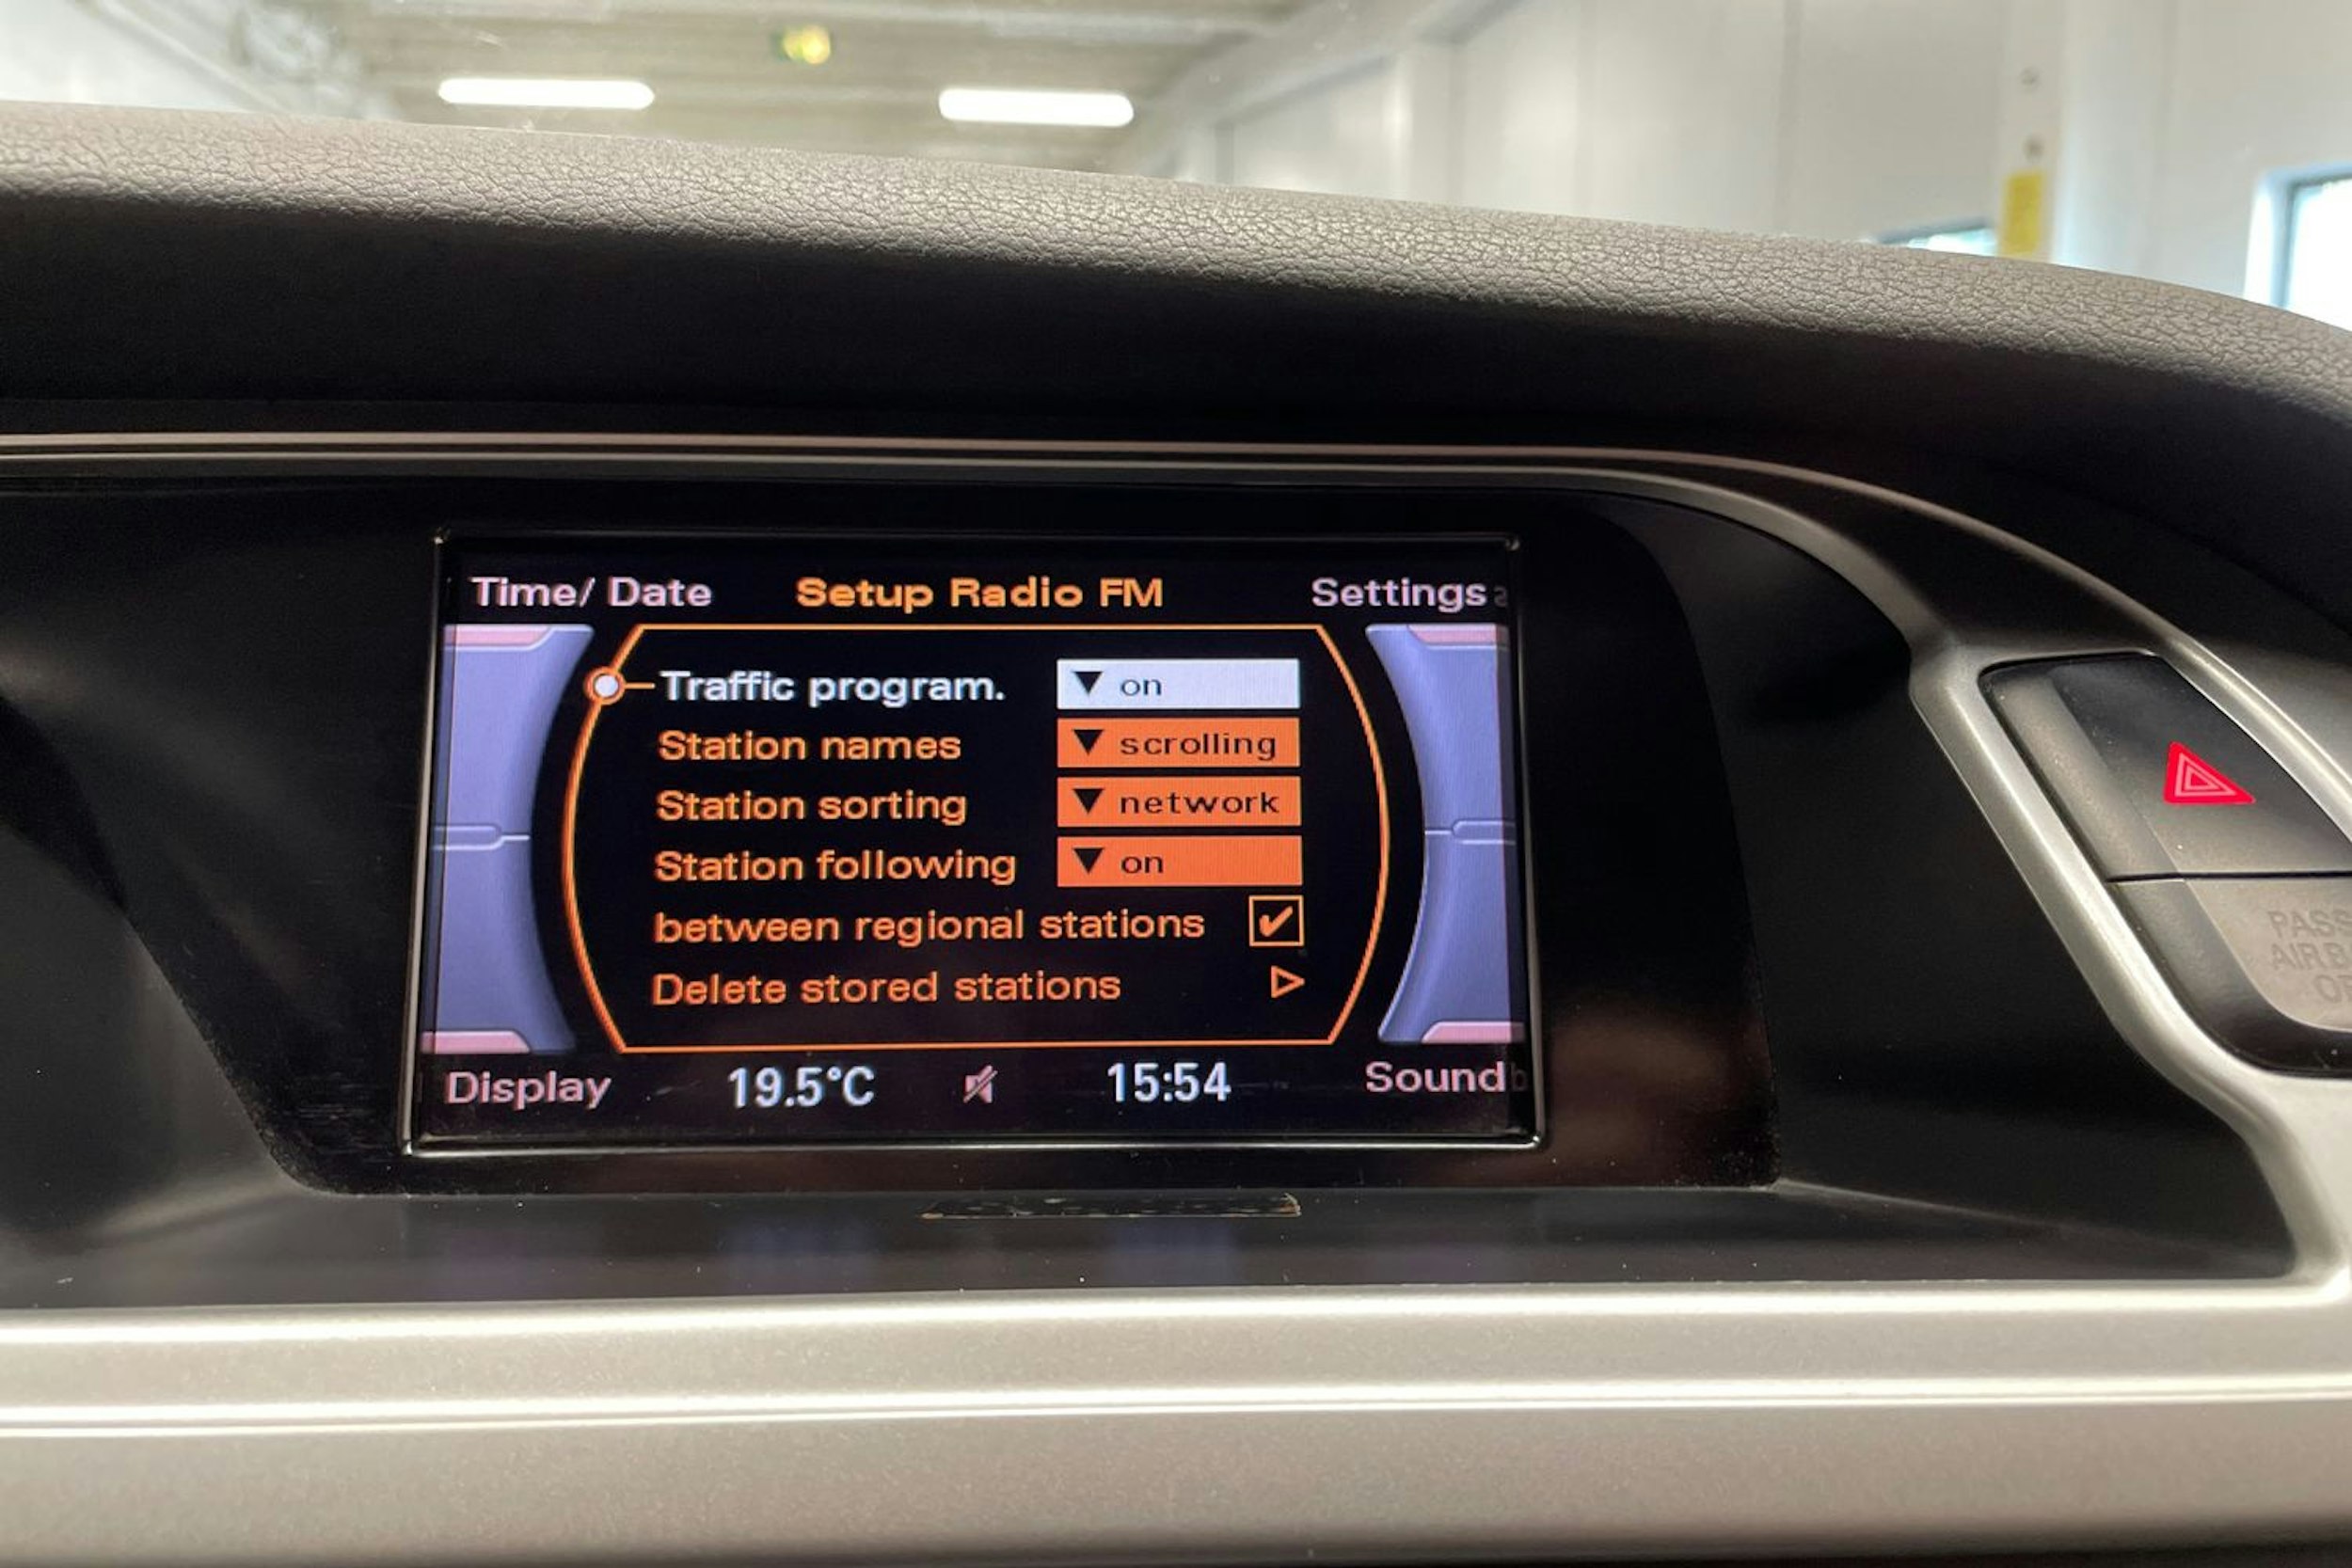 Time/ Date Setup Radio FM Settings
Traffic program. on
Station names scrolling
Station sorting network
Station following on
between regional stations
Delete stored stations
Display 19.5°C 15:54 Sound